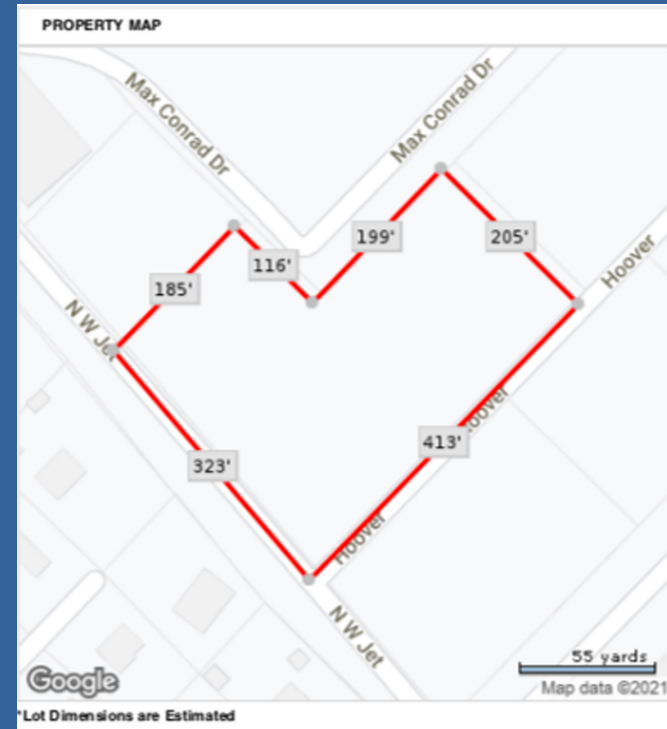 PROPERTY MAP
Max Conrad Dr
Max Conrad Dr
199'
205'
116'
Hoover
185'
N W Jet
Hoover
413'
323'
Hoover
N W Jet
55 yards
Google
Map data ©2021
*Lot Dimensions are Estimated